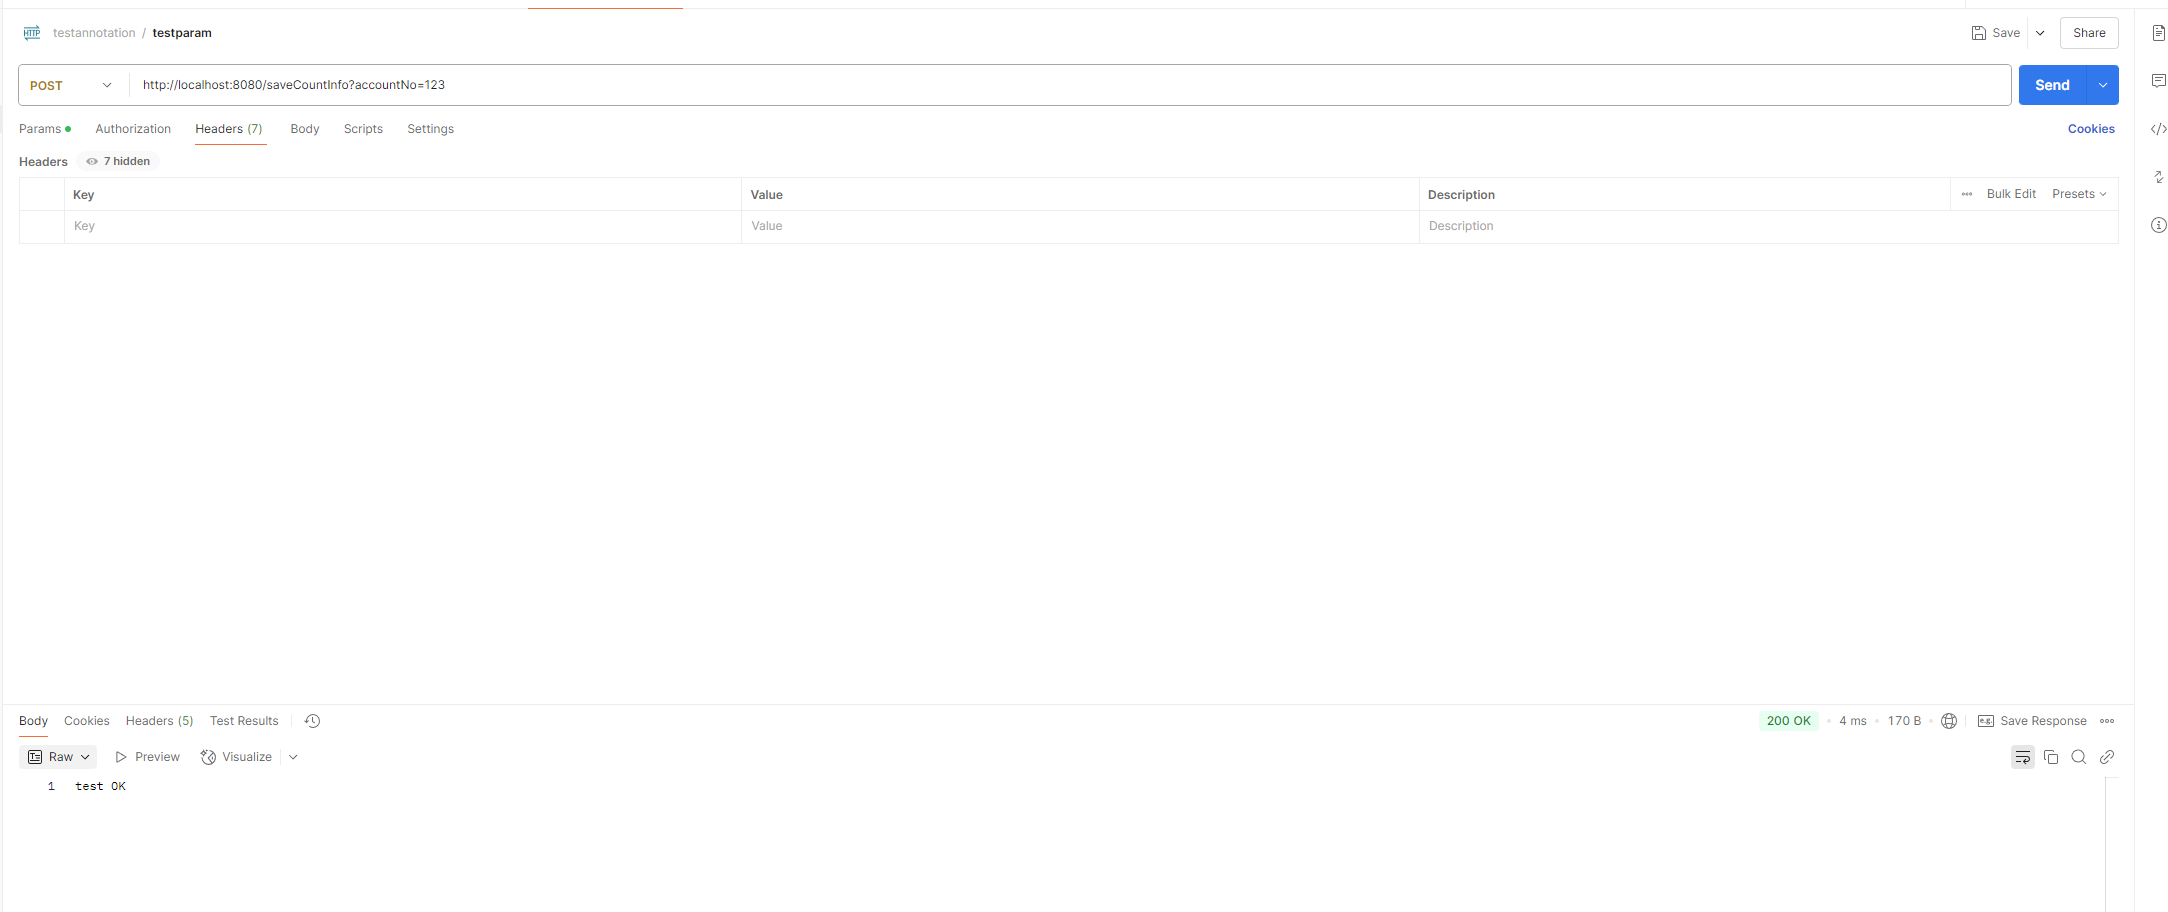 HTTP testannotation / testparam Save Share
POST http://localhost:8080/saveCountInfo?accountNo=123 Send
Params Authorization Headers (7) Body Scripts Settings Cookies
Headers 7 hidden
Key Value Description Bulk Edit Presets
Key Value Description
Body Cookies Headers (5) Test Results 200 OK • 4 ms • 170 B • e.g. Save Response
Raw Preview Visualize
1 test OK